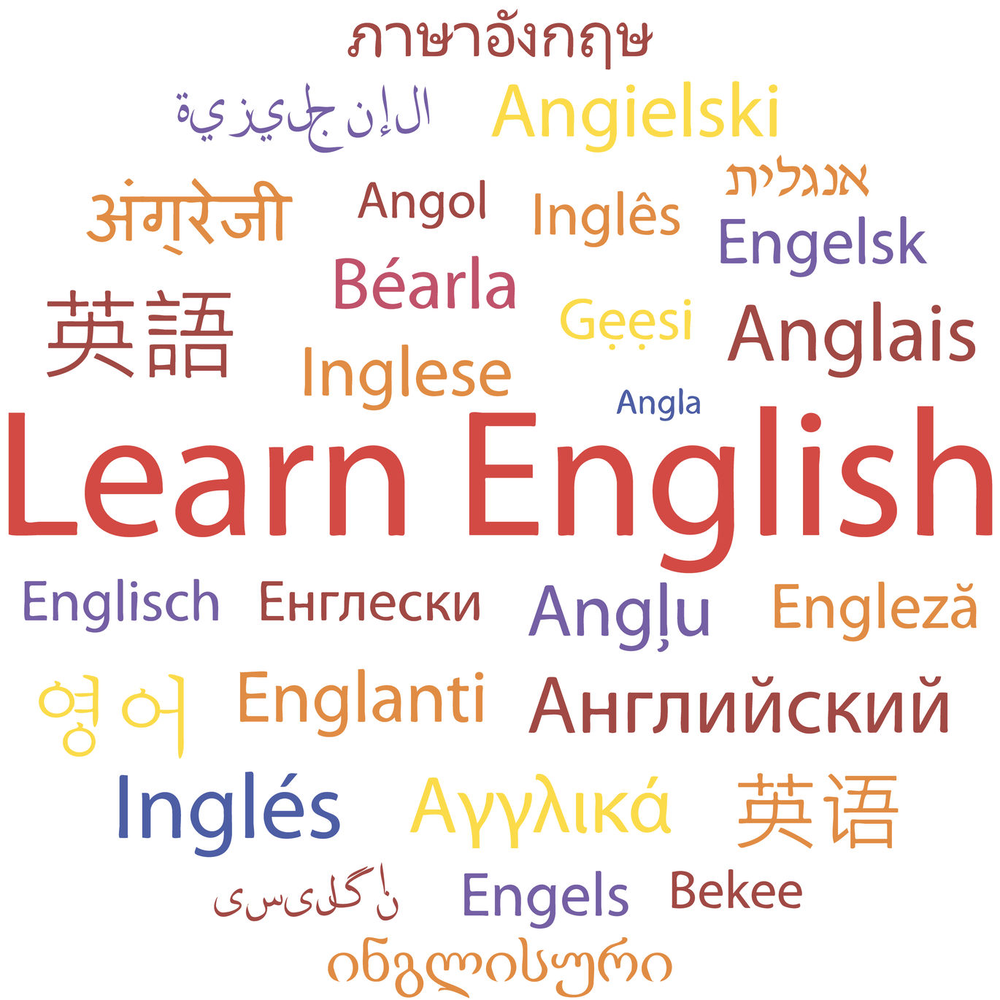 ภาษาอังกฤษ
الإنجليزية Angielski
אנגלית
अंग्रेजी Angol Inglês
Engelsk
Béarla
英語 Gẹẹsi Anglais
Inglese
Angla
Learn English
Englisch Енглески Angļu Engleză
영어 Englanti Английский
Inglés Αγγλικά 英语
انگلیسی Engels Bekee
ინგლისური